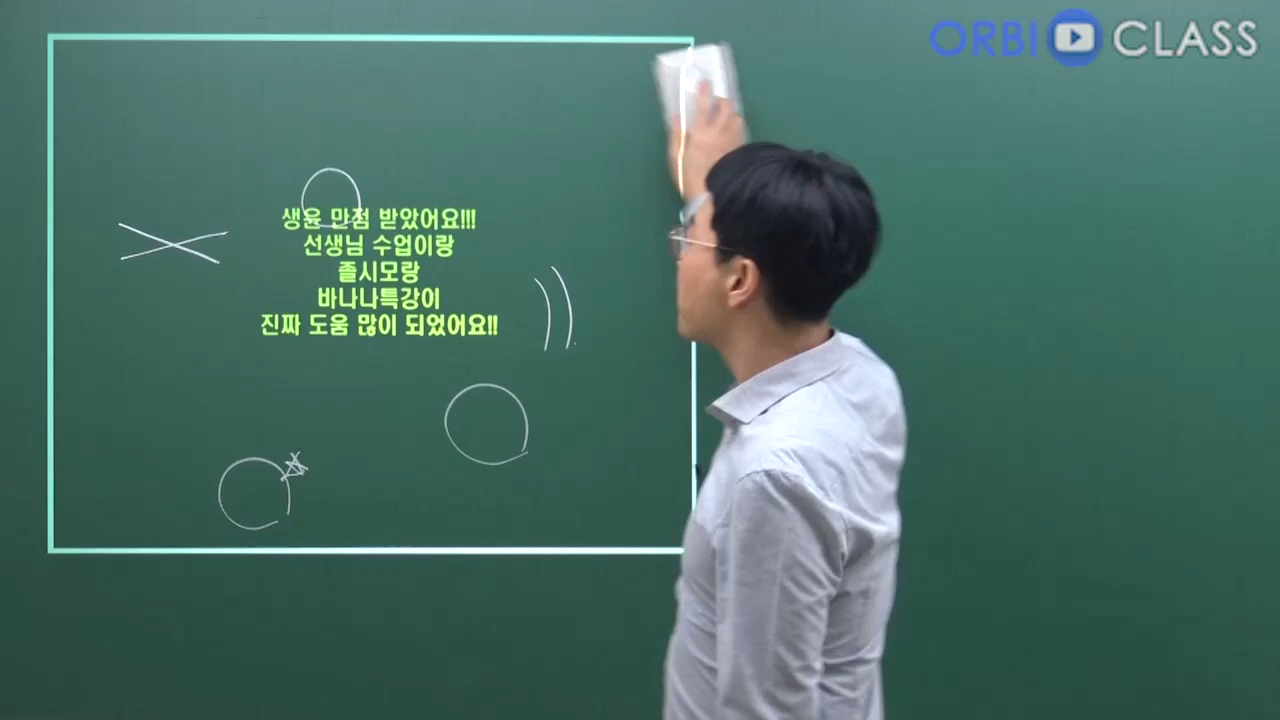 ORBI CLASS
생윤 만점 받았어요!!!
선생님 수업이랑
졸시모랑
바나나특강이
진짜 도움 많이 되었어요!!